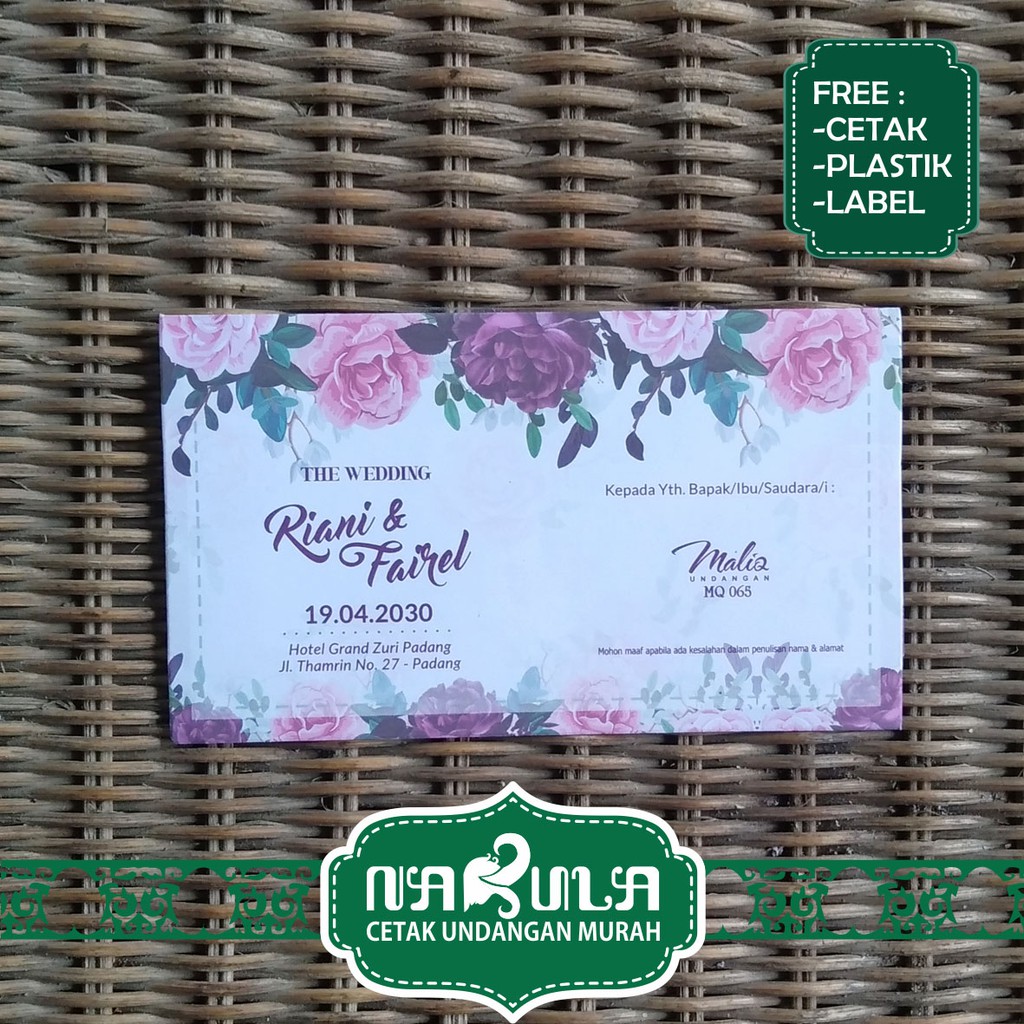 FREE :
-CETAK
-PLASTIK
-LABEL
THE WEDDING
Riani &
Fairel
19.04.2030
Hotel Grand Zuri Padang
Jl. Thamrin No. 27 - Padang
Kepada Yth. Bapak/Ibu/Saudara/i :
Maliq
UNDANGAN
MQ 065
Mohon maaf apabila ada kesalahan dalam penulisan nama & alamat
NARULA
CETAK UNDANGAN MURAH